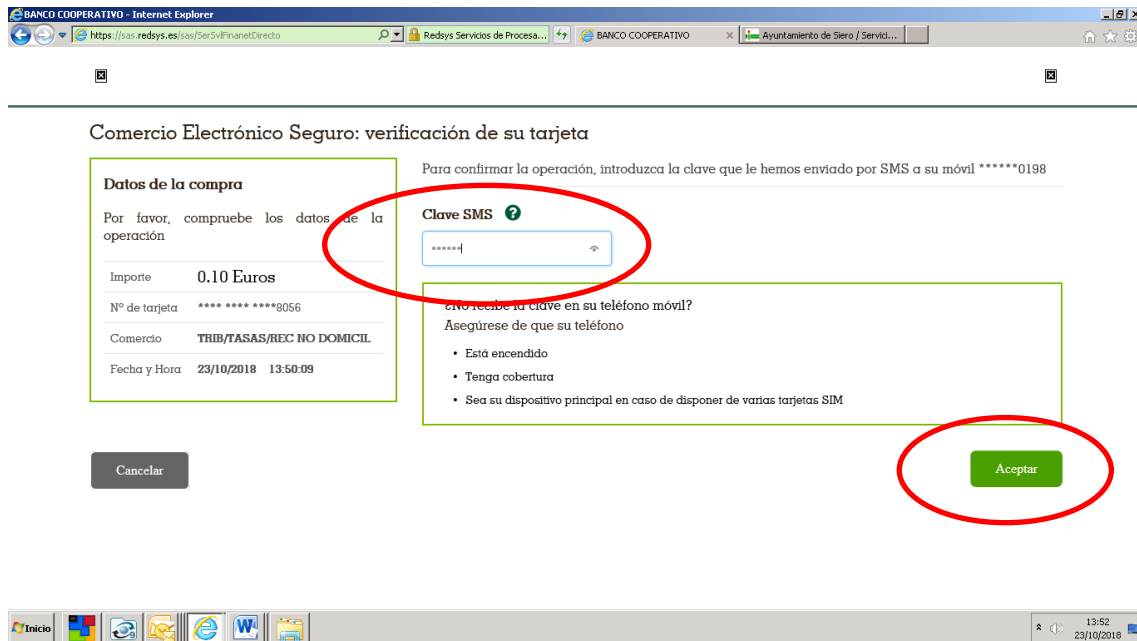 BANCO COOPERATIVO - Internet Explorer
https://sas.redsys.es/sas/SerSvlFinanetDirecto
Redsys Servicios de Procesa...
BANCO COOPERATIVO
Ayuntamiento de Siero / Servici...
Comercio Electrónico Seguro: verificación de su tarjeta
Datos de la compra
Por favor, compruebe los datos de la
operación
Importe 0.10 Euros
Nº de tarjeta **** **** ****8056
Comercio TRIB/TASAS/REC NO DOMICIL.
Fecha y Hora 23/10/2018 13:50:09
Para confirmar la operación, introduzca la clave que le hemos enviado por SMS a su móvil ******0198
Clave SMS ?
••••••
¿No recibe la clave en su teléfono móvil?
Asegúrese de que su teléfono
• Está encendido
• Tenga cobertura
• Sea su dispositivo principal en caso de disponer de varias tarjetas SIM
Cancelar
Aceptar
Inicio
13:52
23/10/2018